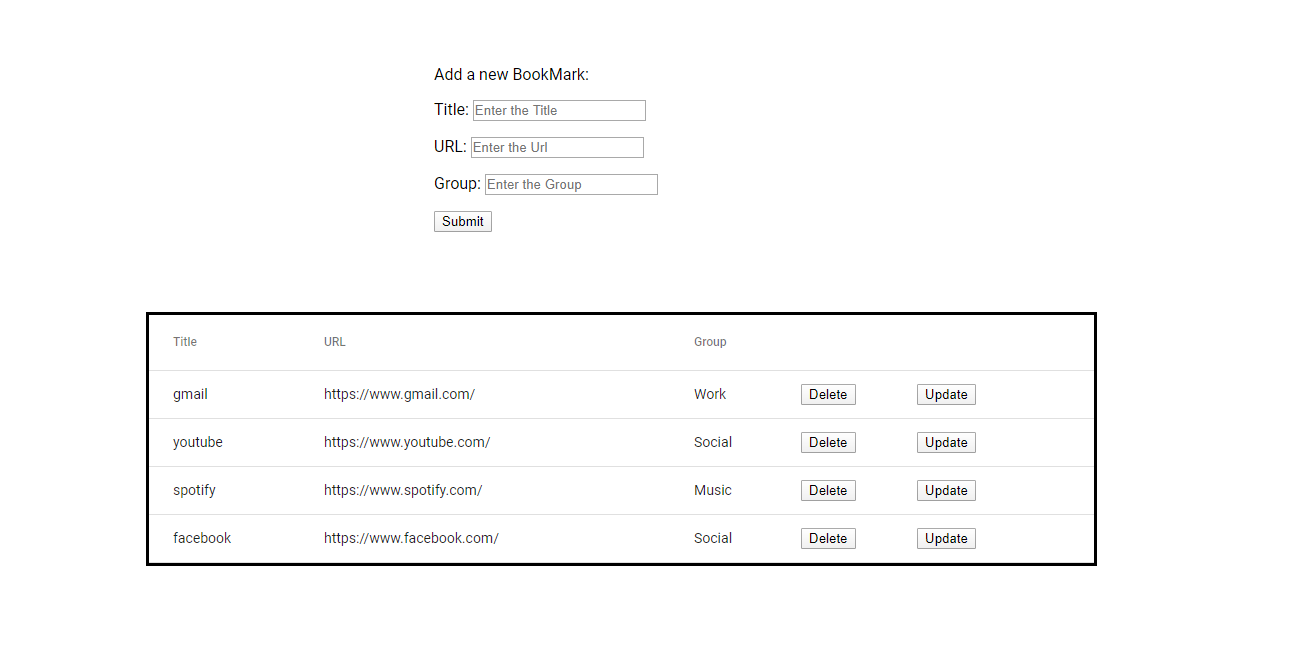 Add a new BookMark:
Title: Enter the Title
URL: Enter the Url
Group: Enter the Group
Submit
Title URL Group
gmail https://www.gmail.com/ Work Delete Update
youtube https://www.youtube.com/ Social Delete Update
spotify https://www.spotify.com/ Music Delete Update
facebook https://www.facebook.com/ Social Delete Update